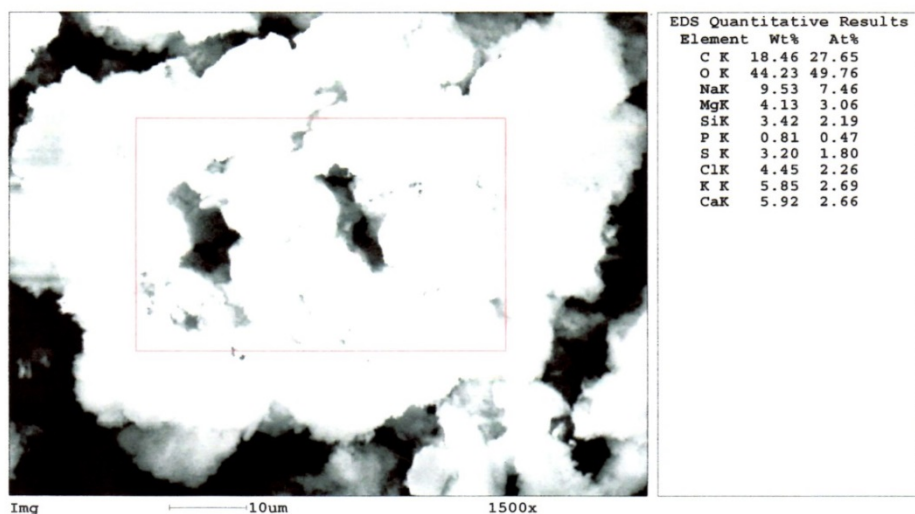 EDS Quantitative Results
Element Wt% At%
C K 18.46 27.65
O K 44.23 49.76
NaK 9.53 7.46
MgK 4.13 3.06
SiK 3.42 2.19
P K 0.81 0.47
S K 3.20 1.80
ClK 4.45 2.26
K K 5.85 2.69
CaK 5.92 2.66
Img 10um 1500x